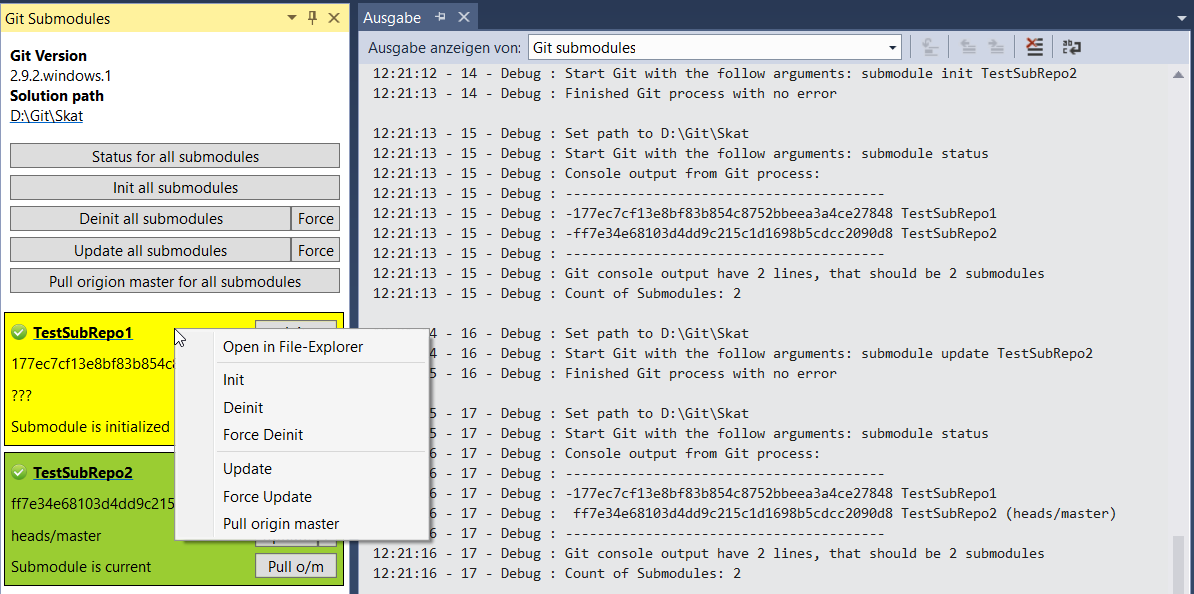 Git Submodules
Git Version
2.9.2.windows.1
Solution path
D:\Git\Skat
Status for all submodules
Init all submodules
Deinit all submodules Force
Update all submodules Force
Pull origion master for all submodules
TestSubRepo1
177ec7cf13e8bf83b854c8
???
Submodule is initialized
TestSubRepo2
ff7e34e68103d4dd9c215
heads/master
Submodule is current Pull o/m
Open in File-Explorer
Init
Deinit
Force Deinit
Update
Force Update
Pull origin master
Ausgabe
Ausgabe anzeigen von: Git submodules
12:21:12 - 14 - Debug : Start Git with the follow arguments: submodule init TestSubRepo2
12:21:13 - 14 - Debug : Finished Git process with no error
12:21:13 - 15 - Debug : Set path to D:\Git\Skat
12:21:13 - 15 - Debug : Start Git with the follow arguments: submodule status
12:21:13 - 15 - Debug : Console output from Git process:
12:21:13 - 15 - Debug : ----------------------------------------
12:21:13 - 15 - Debug : -177ec7cf13e8bf83b854c8752bbeea3a4ce27848 TestSubRepo1
12:21:13 - 15 - Debug : -ff7e34e68103d4dd9c215c1d1698b5cdcc2090d8 TestSubRepo2
12:21:13 - 15 - Debug : ----------------------------------------
12:21:13 - 15 - Debug : Git console output have 2 lines, that should be 2 submodules
12:21:13 - 15 - Debug : Count of Submodules: 2
4 - 16 - Debug : Set path to D:\Git\Skat
4 - 16 - Debug : Start Git with the follow arguments: submodule update TestSubRepo2
5 - 16 - Debug : Finished Git process with no error
5 - 17 - Debug : Set path to D:\Git\Skat
5 - 17 - Debug : Start Git with the follow arguments: submodule status
6 - 17 - Debug : Console output from Git process:
6 - 17 - Debug : ----------------------------------------
6 - 17 - Debug : -177ec7cf13e8bf83b854c8752bbeea3a4ce27848 TestSubRepo1
6 - 17 - Debug :  ff7e34e68103d4dd9c215c1d1698b5cdcc2090d8 TestSubRepo2 (heads/master)
6 - 17 - Debug : ----------------------------------------
12:21:16 - 17 - Debug : Git console output have 2 lines, that should be 2 submodules
12:21:16 - 17 - Debug : Count of Submodules: 2